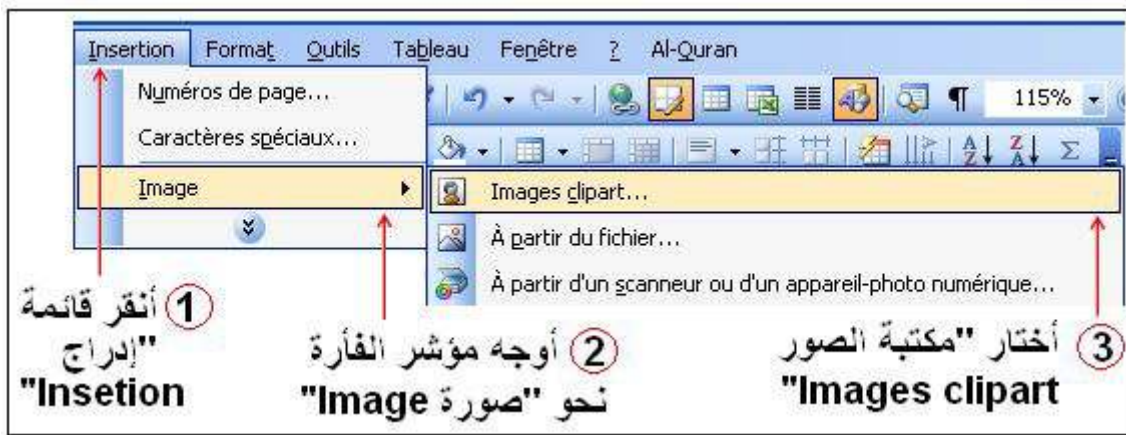 Insertion Format Outils Tableau Fenêtre ? Al-Quran
Numéros de page...
115%
Caractères spéciaux...
Image
Images clipart...
À partir du fichier...
À partir d'un scanneur ou d'un appareil-photo numérique...
1 أنقر قائمة
"إدراج
Insetion"
2 أوجه مؤشر الفأرة
نحو "صورة Image"
3 أختار "مكتبة الصور
Images clipart"